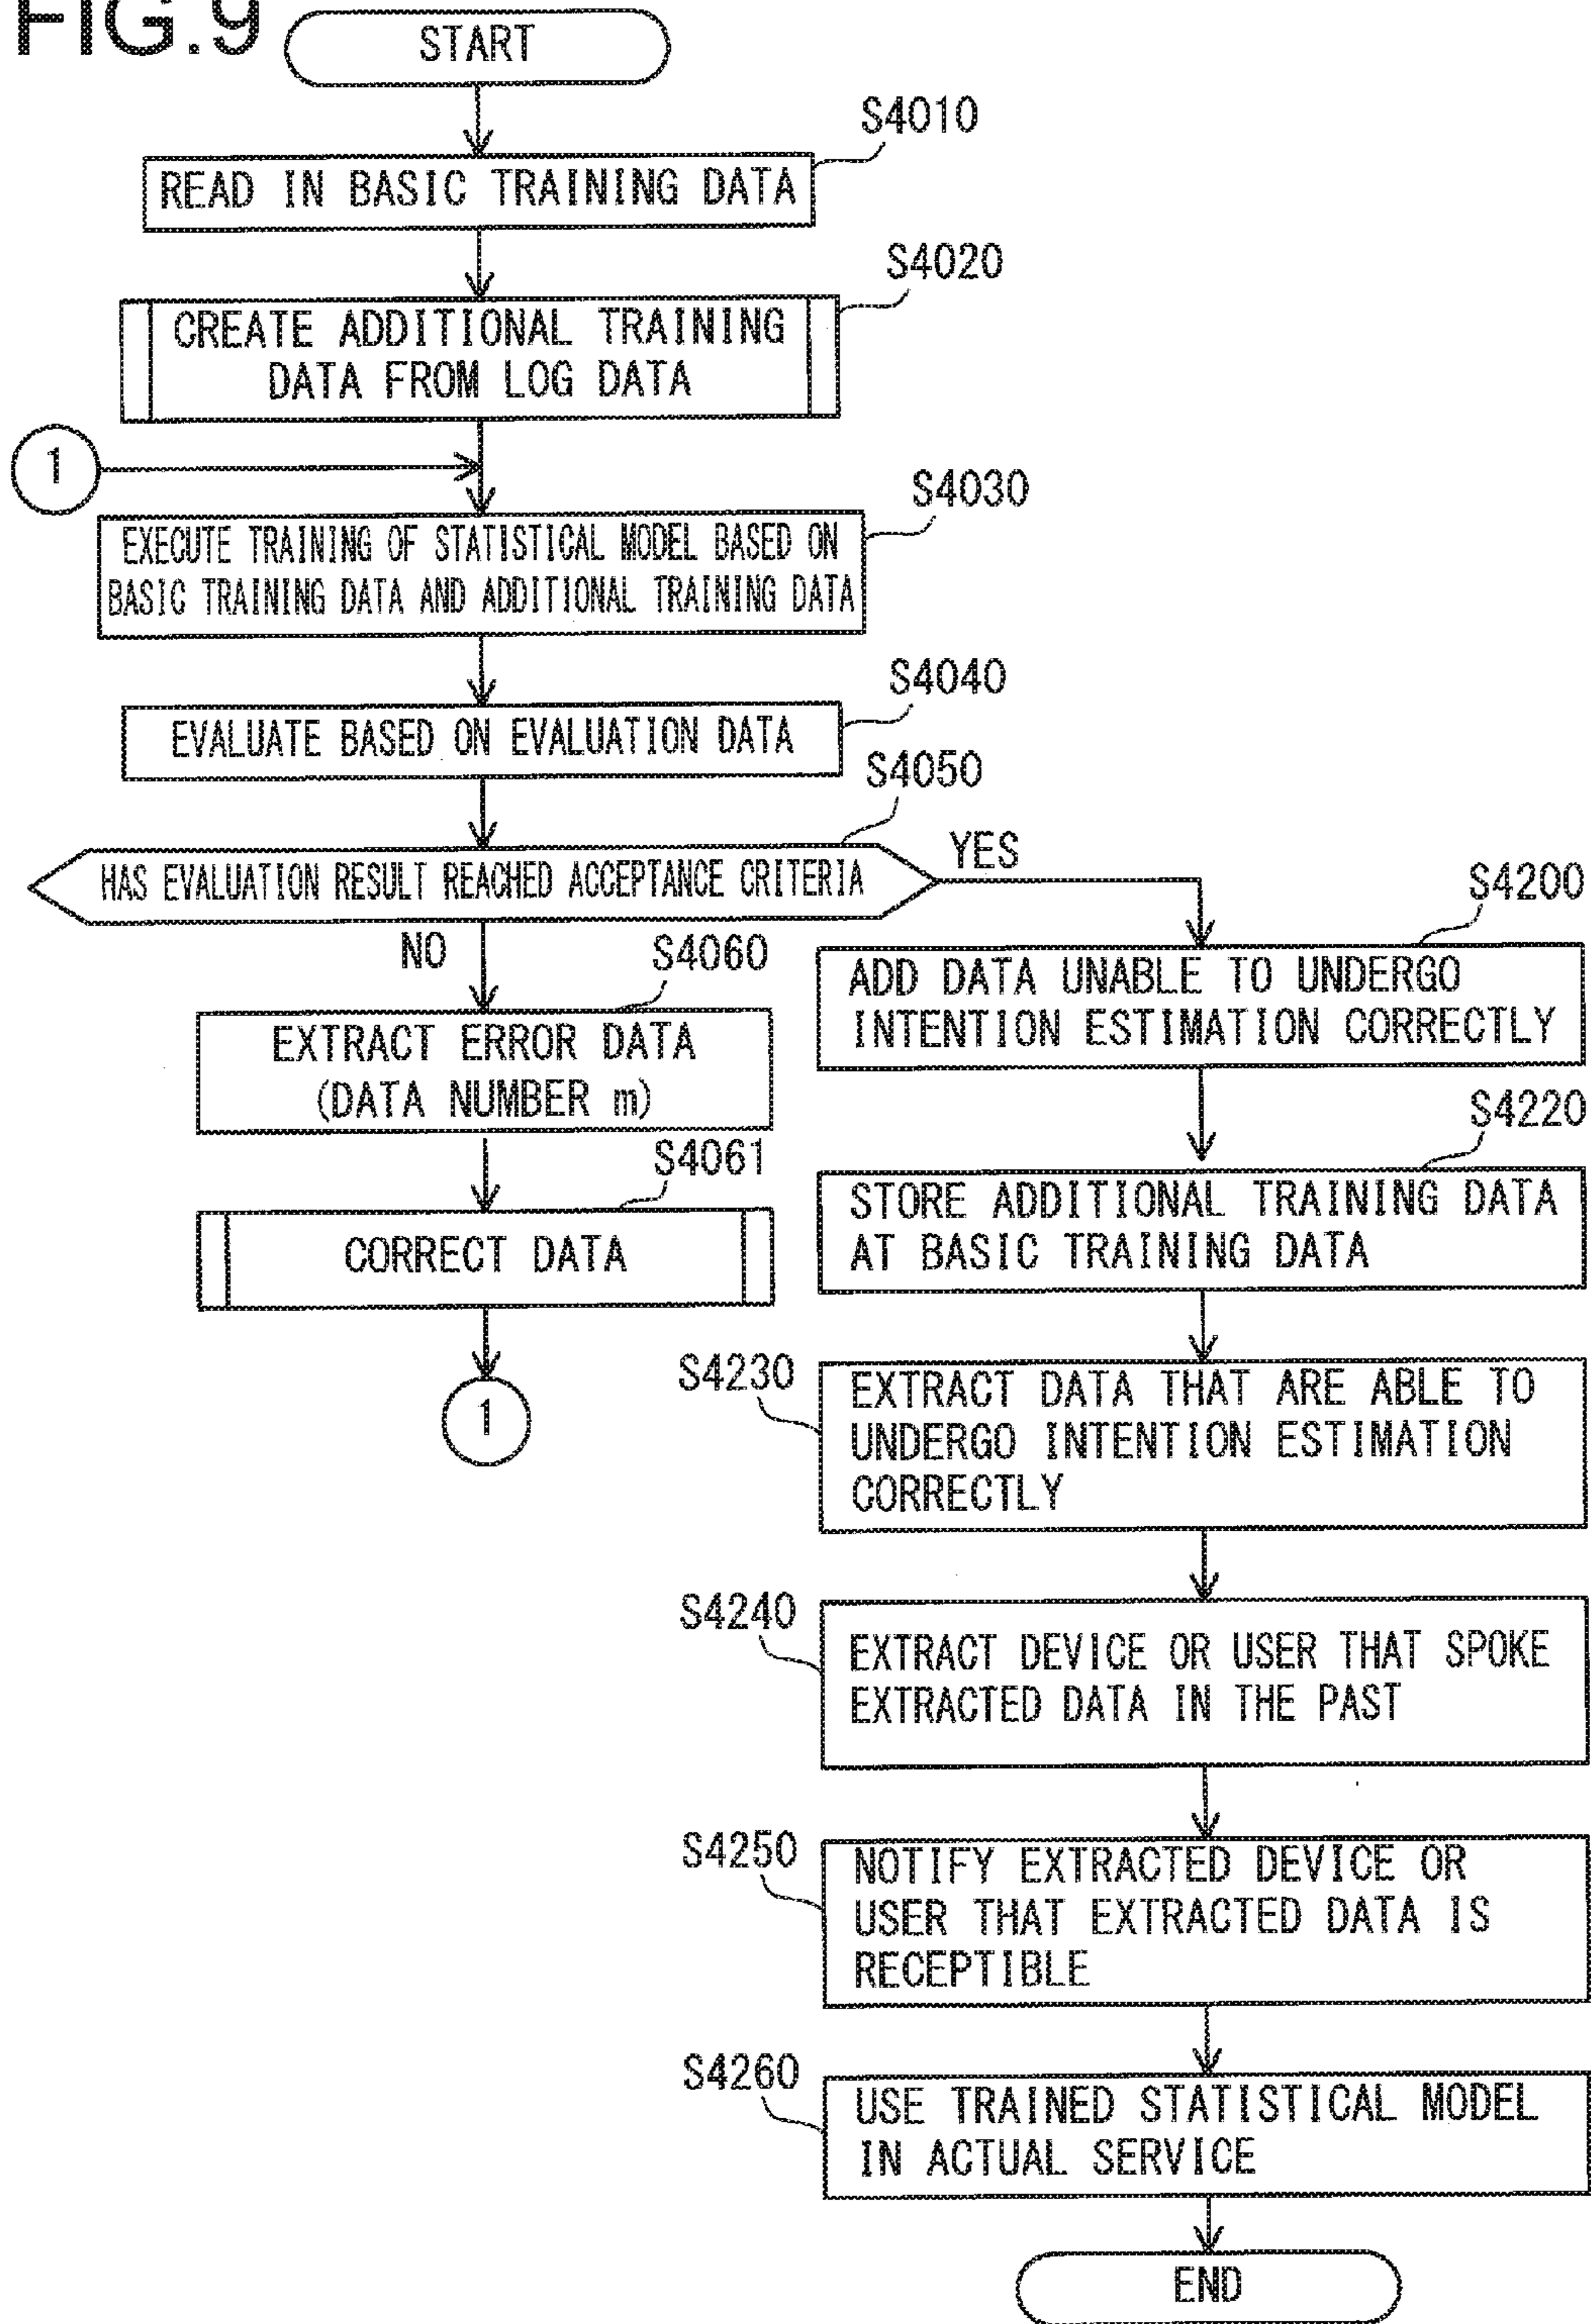 FIG.9
START
S4010
READ IN BASIC TRAINING DATA
S4020
CREATE ADDITIONAL TRAINING
DATA FROM LOG DATA
1
S4030
EXECUTE TRAINING OF STATISTICAL MODEL BASED ON
BASIC TRAINING DATA AND ADDITIONAL TRAINING DATA
S4040
EVALUATE BASED ON EVALUATION DATA
S4050
HAS EVALUATION RESULT REACHED ACCEPTANCE CRITERIA
YES
NO
S4060
EXTRACT ERROR DATA
(DATA NUMBER m)
S4061
CORRECT DATA
1
S4200
ADD DATA UNABLE TO UNDERGO
INTENTION ESTIMATION CORRECTLY
S4220
STORE ADDITIONAL TRAINING DATA
AT BASIC TRAINING DATA
S4230
EXTRACT DATA THAT ARE ABLE TO
UNDERGO INTENTION ESTIMATION
CORRECTLY
S4240
EXTRACT DEVICE OR USER THAT SPOKE
EXTRACTED DATA IN THE PAST
S4250
NOTIFY EXTRACTED DEVICE OR
USER THAT EXTRACTED DATA IS
RECEPTIBLE
S4260
USE TRAINED STATISTICAL MODEL
IN ACTUAL SERVICE
END